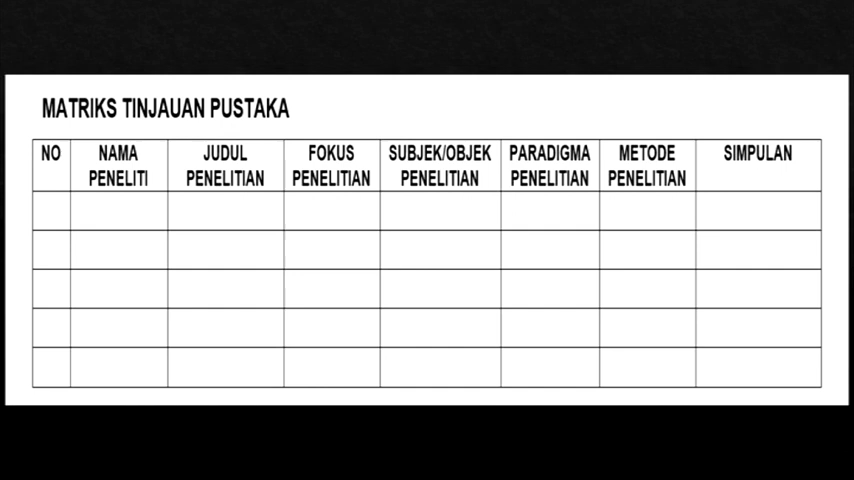 MATRIKS TINJAUAN PUSTAKA
NO
NAMA
PENELITI
JUDUL
PENELITIAN
FOKUS
PENELITIAN
SUBJEK/OBJEK
PENELITIAN
PARADIGMA
PENELITIAN
METODE
PENELITIAN
SIMPULAN